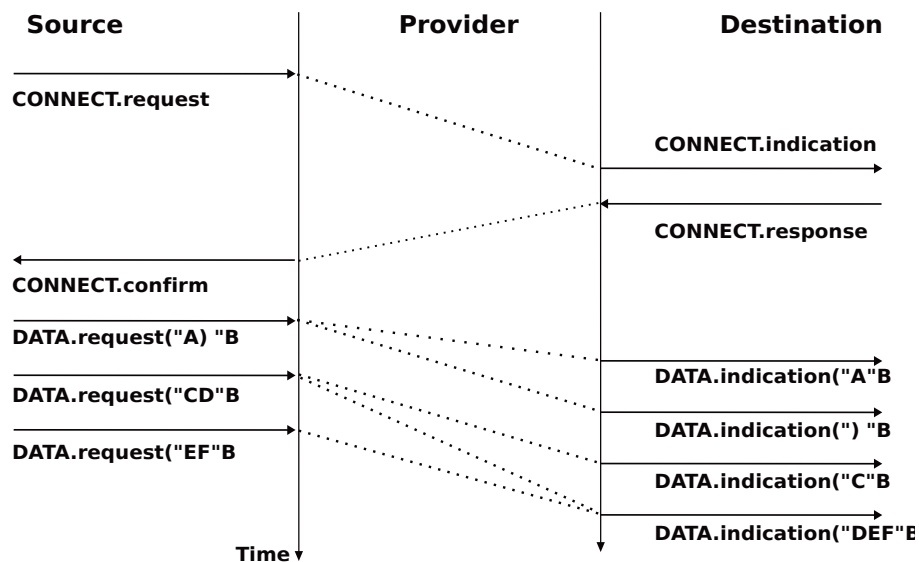 Source
Provider
Destination
CONNECT.request
CONNECT.indication
CONNECT.response
CONNECT.confirm
DATA.request("A) "B
DATA.indication("A"B
DATA.request("CD"B
DATA.indication(") "B
DATA.request("EF"B
DATA.indication("C"B
DATA.indication("DEF"B
Time